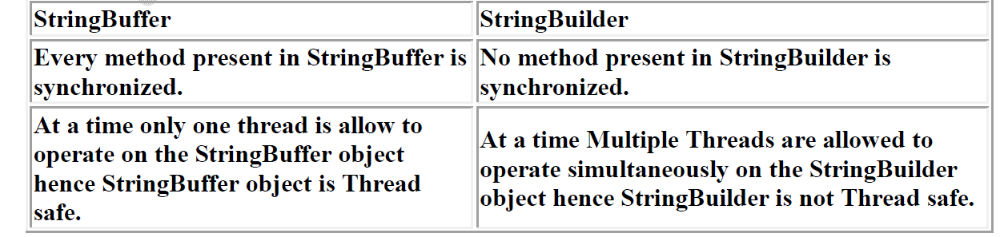 StringBuffer
StringBuilder
Every method present in StringBuffer is
synchronized.
No method present in StringBuilder is
synchronized.
At a time only one thread is allow to
operate on the StringBuffer object
hence StringBuffer object is Thread
safe.
At a time Multiple Threads are allowed to
operate simultaneously on the StringBuilder
object hence StringBuilder is not Thread safe.